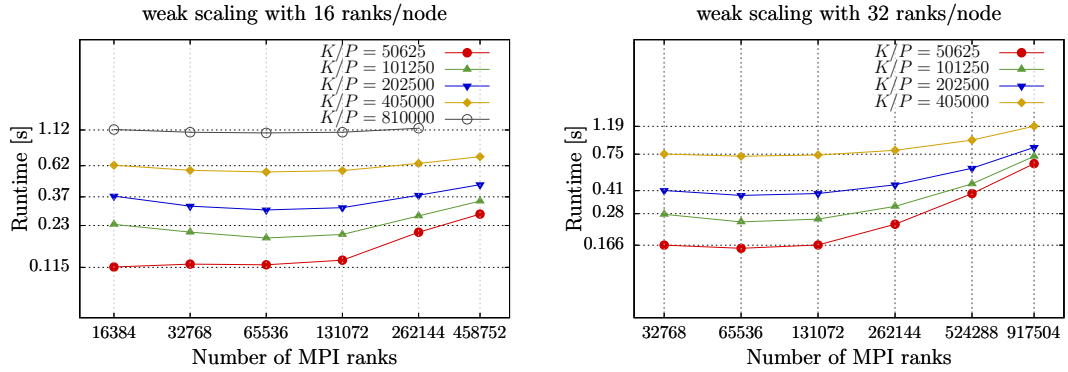 weak scaling with 16 ranks/node
K/P = 50625
K/P = 101250
K/P = 202500
K/P = 405000
K/P = 810000
Runtime [s]
1.12
0.62
0.37
0.23
0.115
16384 32768 65536 131072 262144 458752
Number of MPI ranks
weak scaling with 32 ranks/node
K/P = 50625
K/P = 101250
K/P = 202500
K/P = 405000
Runtime [s]
1.19
0.75
0.41
0.28
0.166
32768 65536 131072 262144 524288 917504
Number of MPI ranks